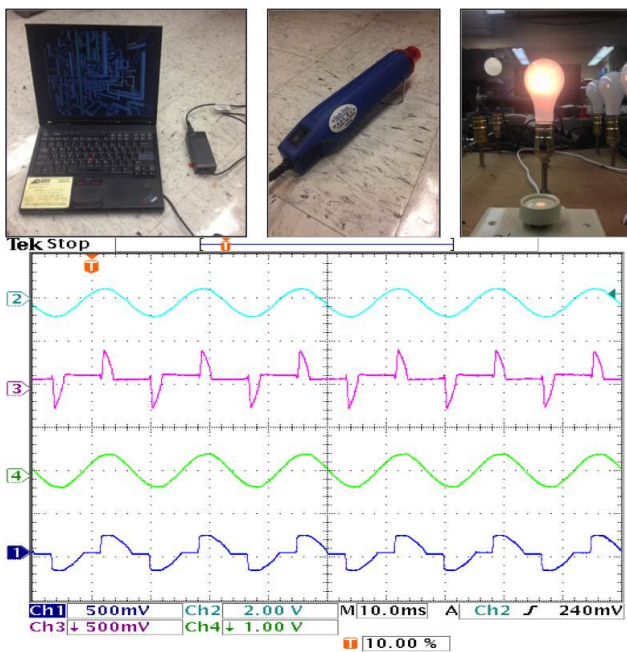 Tek Stop
T
T
2
3
4
1
Ch1 500mV Ch2 2.00 V M 10.0ms A Ch2 ƒ 240mV
Ch3 ↓ 500mV Ch4 ↓ 1.00 V
T 10.00 %